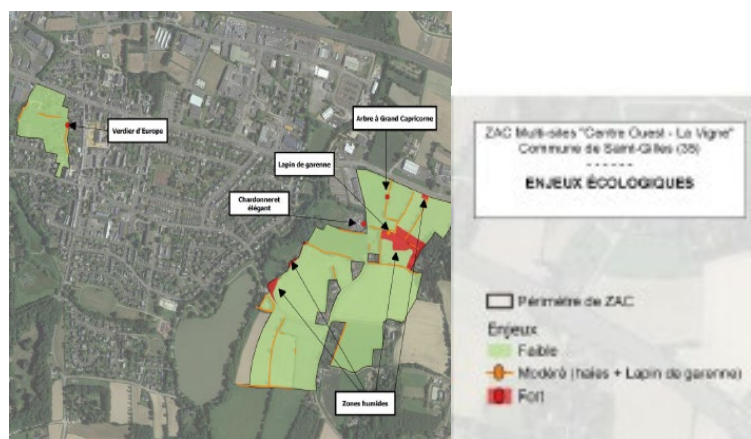 Verdier d'Europe
Arbre à Grand Capricorne
Lapin de garenne
Chardonneret
élégant
Zones humides
ZAC Multi-sites "Centre Ouest - La Vigne"
Commune de Saint-Gilles (35)
------
ENJEUX ÉCOLOGIQUES
Périmètre de ZAC
Enjeux
Faible
Modéré (haies + Lapin de garenne)
Fort